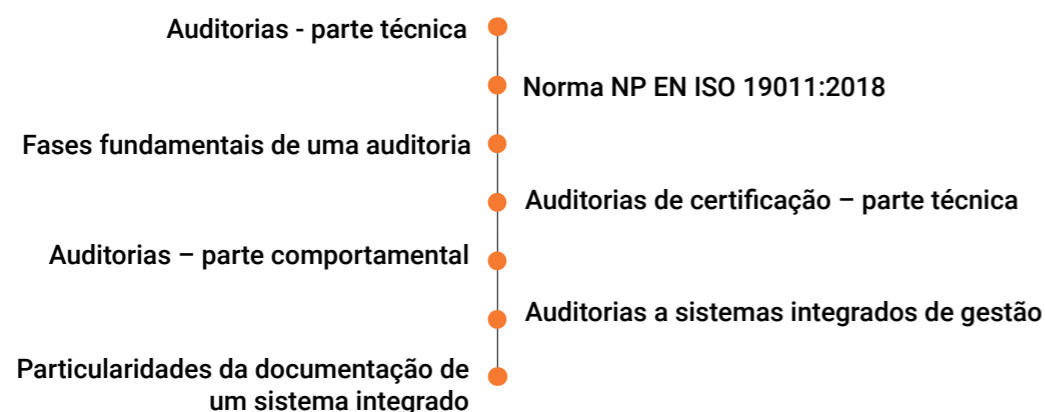 Auditorias - parte técnica
Norma NP EN ISO 19011:2018
Fases fundamentais de uma auditoria
Auditorias de certificação – parte técnica
Auditorias – parte comportamental
Auditorias a sistemas integrados de gestão
Particularidades da documentação de
um sistema integrado